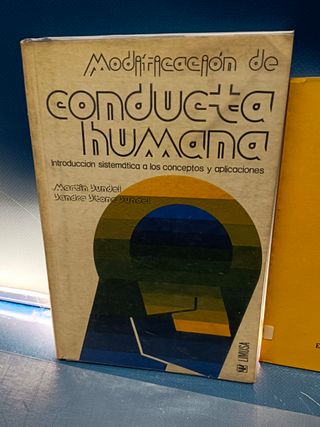 Modificación de
conducta
humana
Introducción sistemática a los conceptos y aplicaciones
Martin Sundel
Sandra Stone Sundel
LIMUSA
E